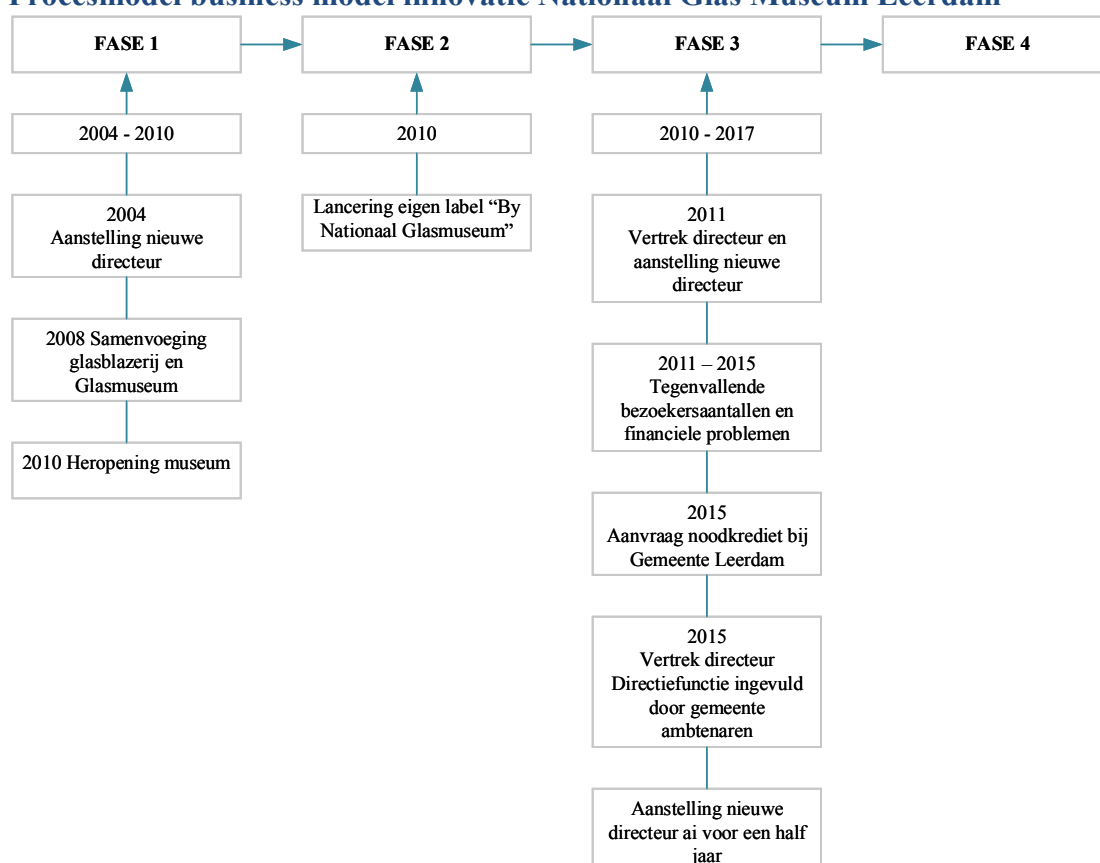 Procesmodel business model innovatie Nationaal Glas Museum Leerdam
FASE 1
FASE 2
FASE 3
FASE 4
2004 - 2010
2004
Aanstelling nieuwe
directeur
2008 Samenvoeging
glasblazerij en
Glasmuseum
2010 Heropening museum
2010
Lancering eigen label “By
Nationaal Glasmuseum”
2010 - 2017
2011
Vertrek directeur en
aanstelling nieuwe
directeur
2011 – 2015
Tegenvallende
bezoekersaantallen en
financiele problemen
2015
Aanvraag noodkrediet bij
Gemeente Leerdam
2015
Vertrek directeur
Directiefunctie ingevuld
door gemeente
ambtenaren
Aanstelling nieuwe
directeur ai voor een half
jaar